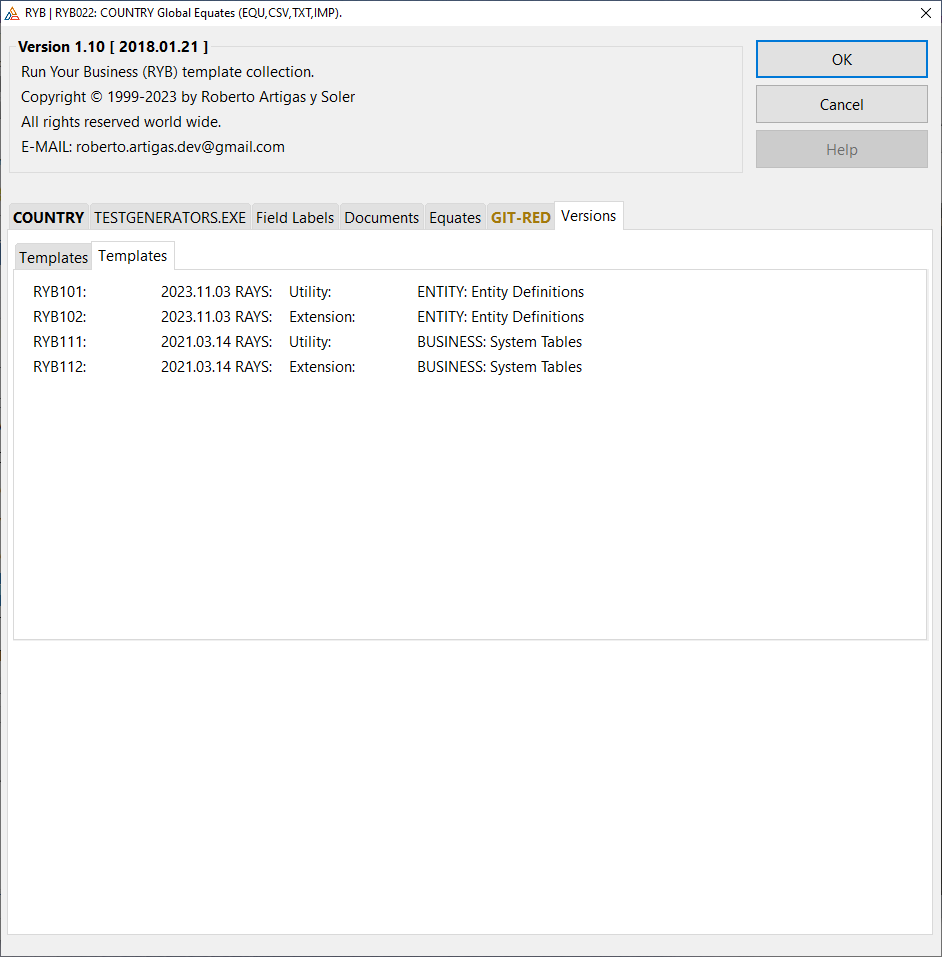 RYB | RYB022: COUNTRY Global Equates (EQU,CSV,TXT,IMP).
Version 1.10 [ 2018.01.21 ]
Run Your Business (RYB) template collection.
Copyright © 1999-2023 by Roberto Artigas y Soler
All rights reserved world wide.
E-MAIL: roberto.artigas.dev@gmail.com
OK
Cancel
Help
COUNTRY TESTGENERATORS.EXE Field Labels Documents Equates GIT-RED Versions
Templates Templates
RYB101: 2023.11.03 RAYS: Utility: ENTITY: Entity Definitions
RYB102: 2023.11.03 RAYS: Extension: ENTITY: Entity Definitions
RYB111: 2021.03.14 RAYS: Utility: BUSINESS: System Tables
RYB112: 2021.03.14 RAYS: Extension: BUSINESS: System Tables